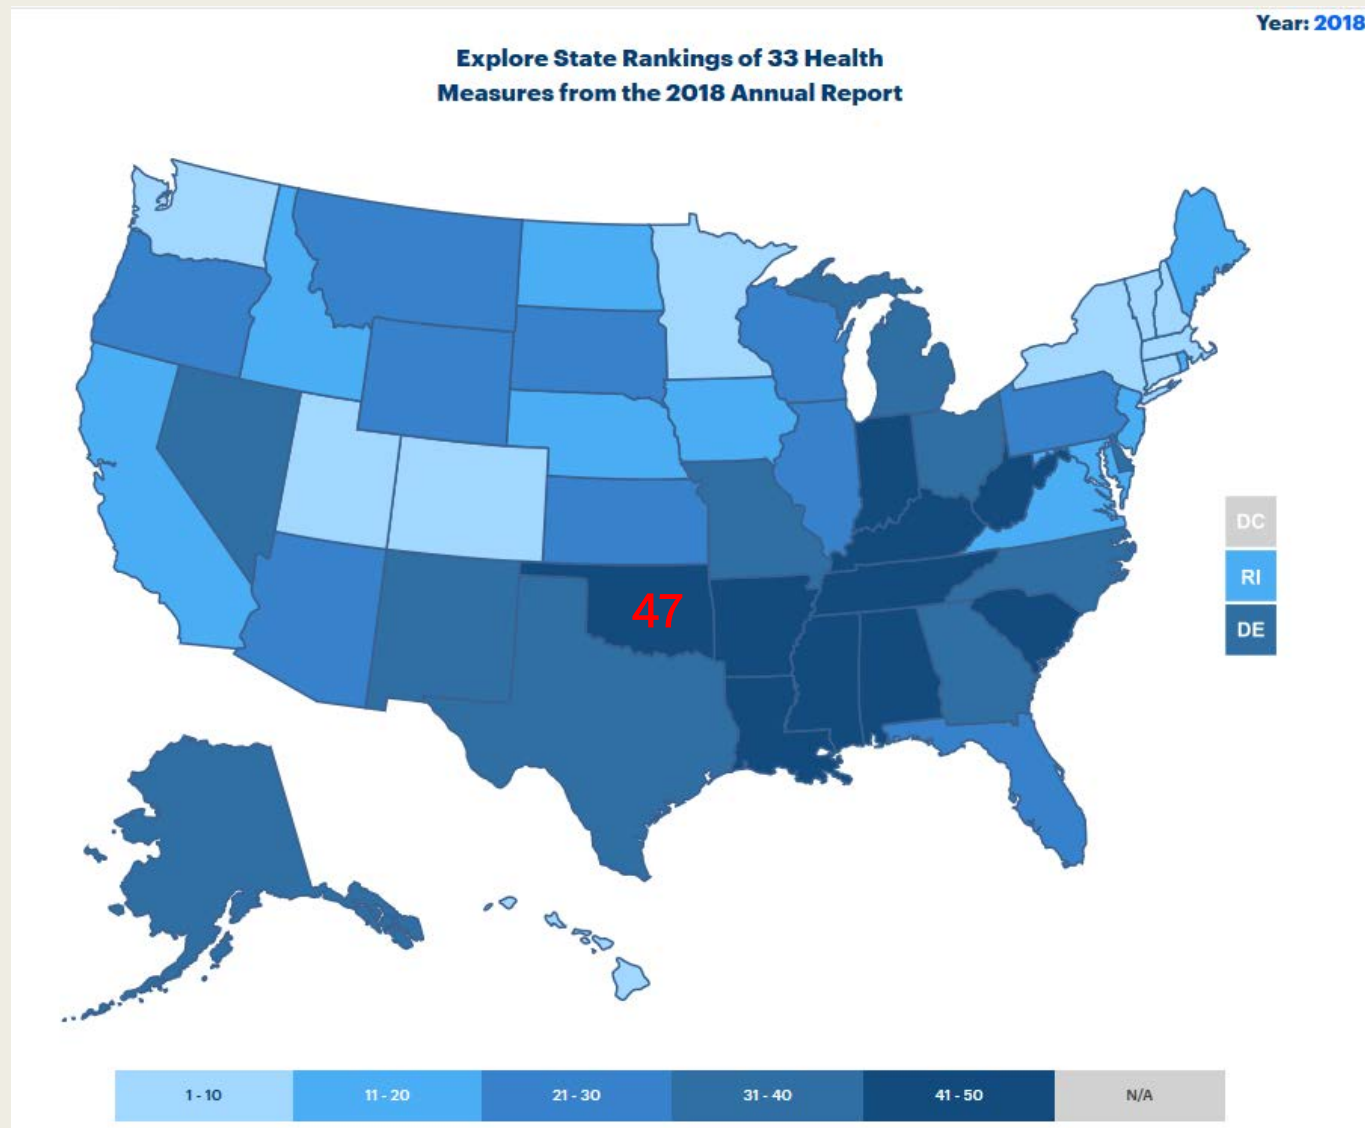 Year: 2018
Explore State Rankings of 33 Health
Measures from the 2018 Annual Report
47
DC
RI
DE
1 - 10
11 - 20
21 - 30
31 - 40
41 - 50
N/A